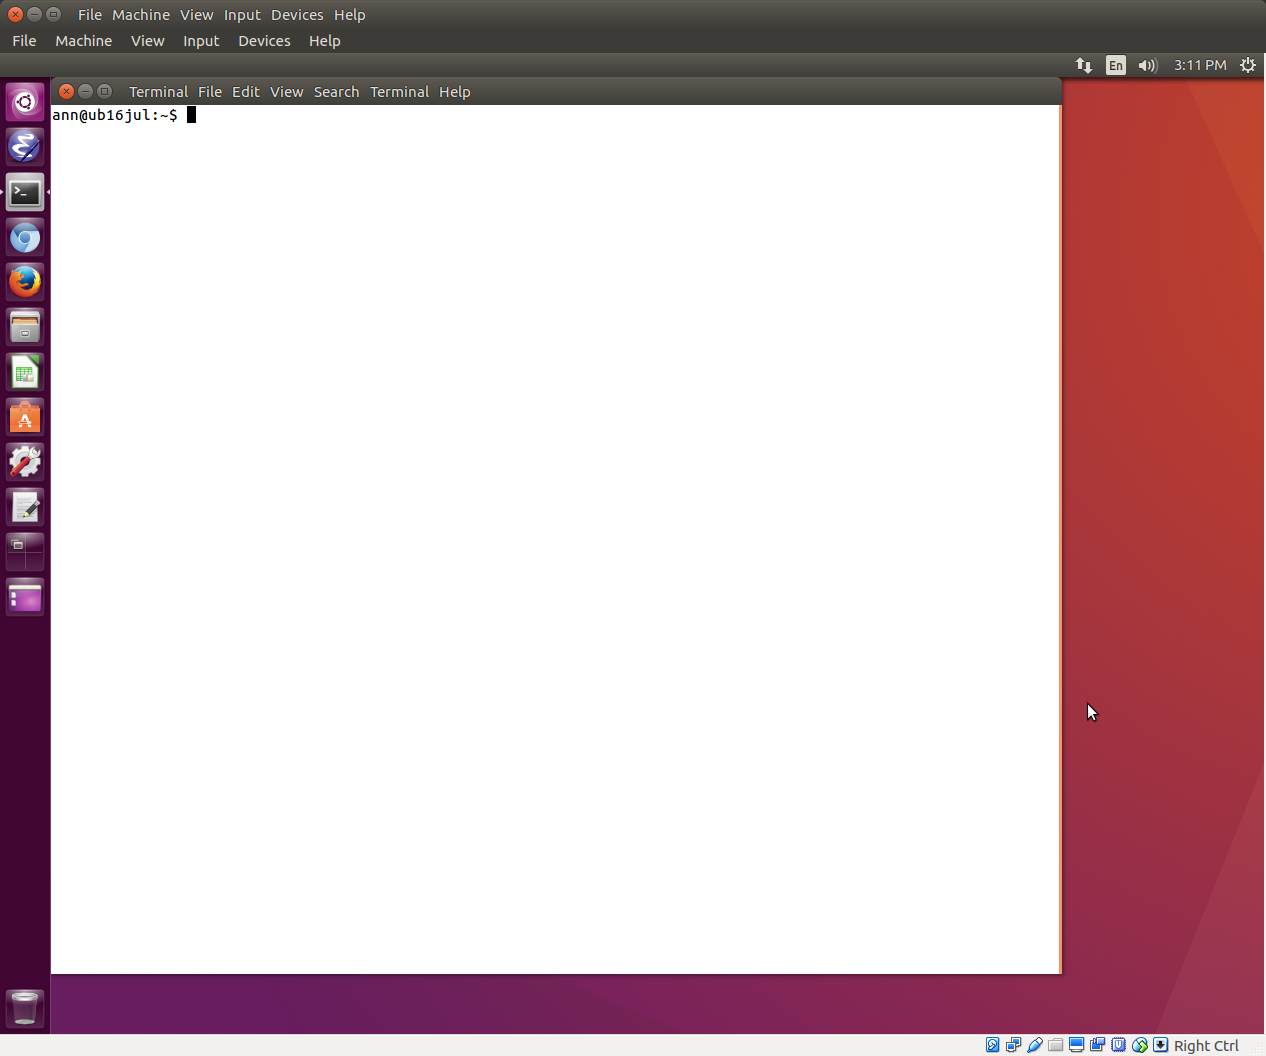 File Machine View Input Devices Help
File Machine View Input Devices Help
En 3:11 PM
Terminal File Edit View Search Terminal Help
ann@ub16jul:~$
Right Ctrl